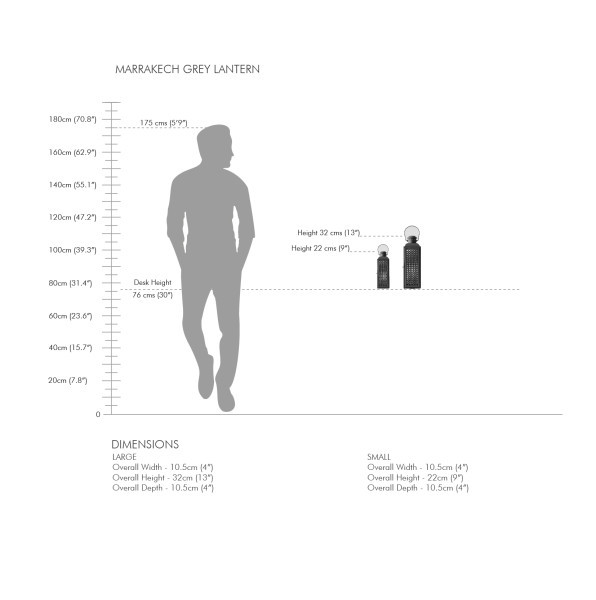 MARRAKECH GREY LANTERN
180cm (70.8")
175 cms (5'9")
160cm (62.9")
140cm (55.1")
120cm (47.2")
Height 32 cms (13")
100cm (39.3")
Height 22 cms (9")
80cm (31.4")
Desk Height
76 cms (30")
60cm (23.6")
40cm (15.7")
20cm (7.8")
0
DIMENSIONS
LARGE
Overall Width - 10.5cm (4")
Overall Height - 32cm (13")
Overall Depth - 10.5cm (4")
SMALL
Overall Width - 10.5cm (4")
Overall Height - 22cm (9")
Overall Depth - 10.5cm (4")